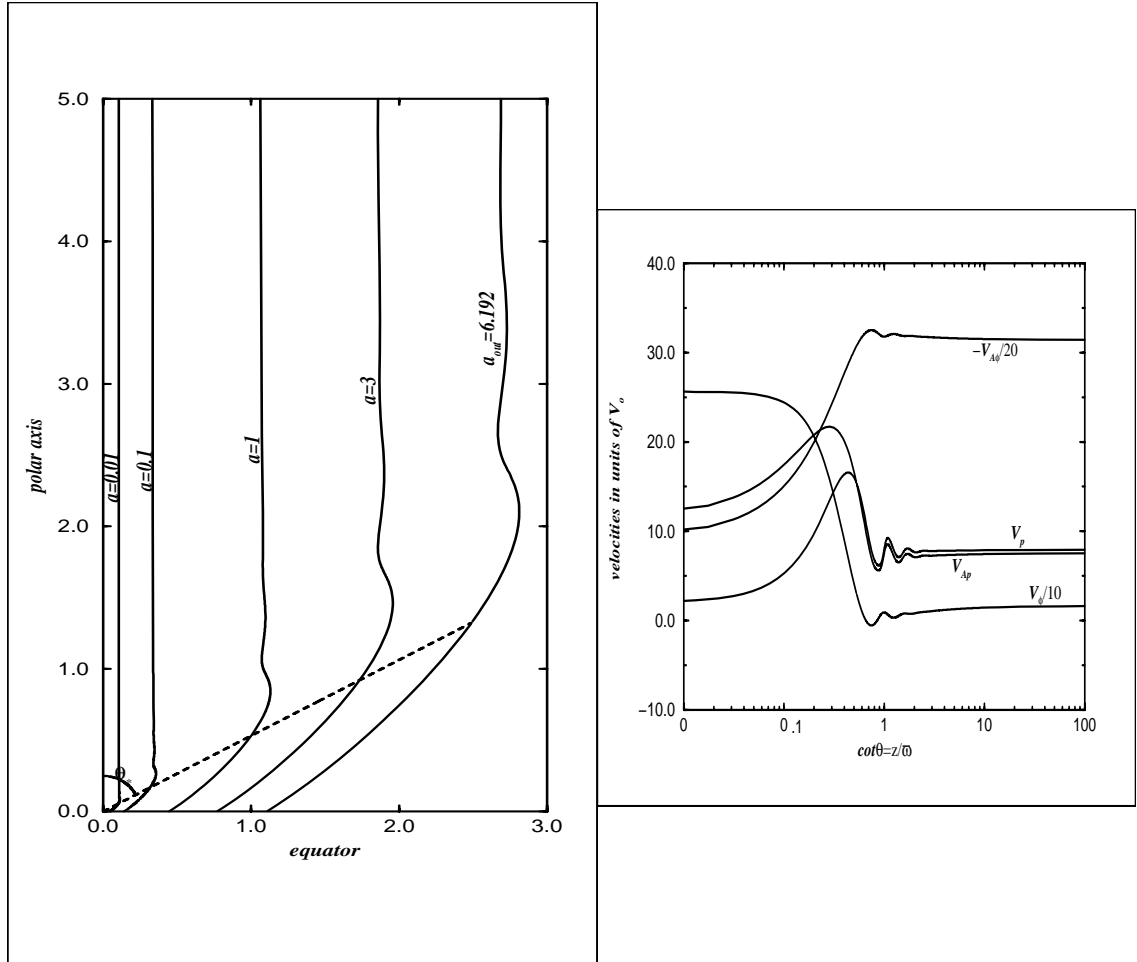 5.0
4.0
3.0
2.0
1.0
0.0
polar axis
a=0.01
a=0.1
a=1
a=3
a_out=6.192
θ_*
0.0 1.0 2.0 3.0
equator
40.0
30.0
20.0
10.0
0.0
−10.0
velocities in units of V_o
−V_Aϕ/20
V_p
V_Ap
V_ϕ/10
0 0.1 1 10 100
cotθ=z/ϖ